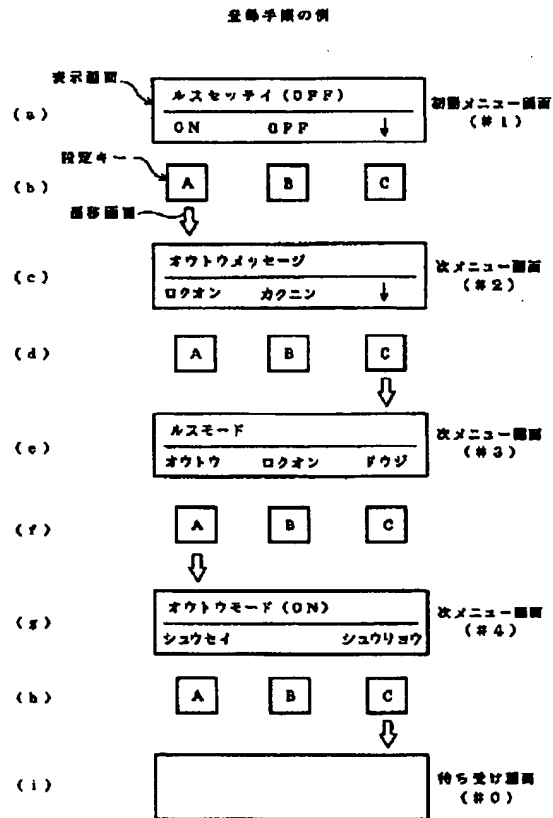 登録手順の例
表示画面
(a)
ルスセッテイ(OFF)
ON OFF ↓
初期メニュー画面
(#1)
設定キー
(b)
A B C
遷移画面
(c)
オウトウメッセージ
ロクオン カクニン ↓
次メニュー画面
(#2)
(d)
A B C
(e)
ルスモード
オウトウ ロクオン ドウジ
次メニュー画面
(#3)
(f)
A B C
(g)
オウトウモード(ON)
シュウセイ シュウリョウ
次メニュー画面
(#4)
(h)
A B C
(i)
待ち受け画面
(#0)